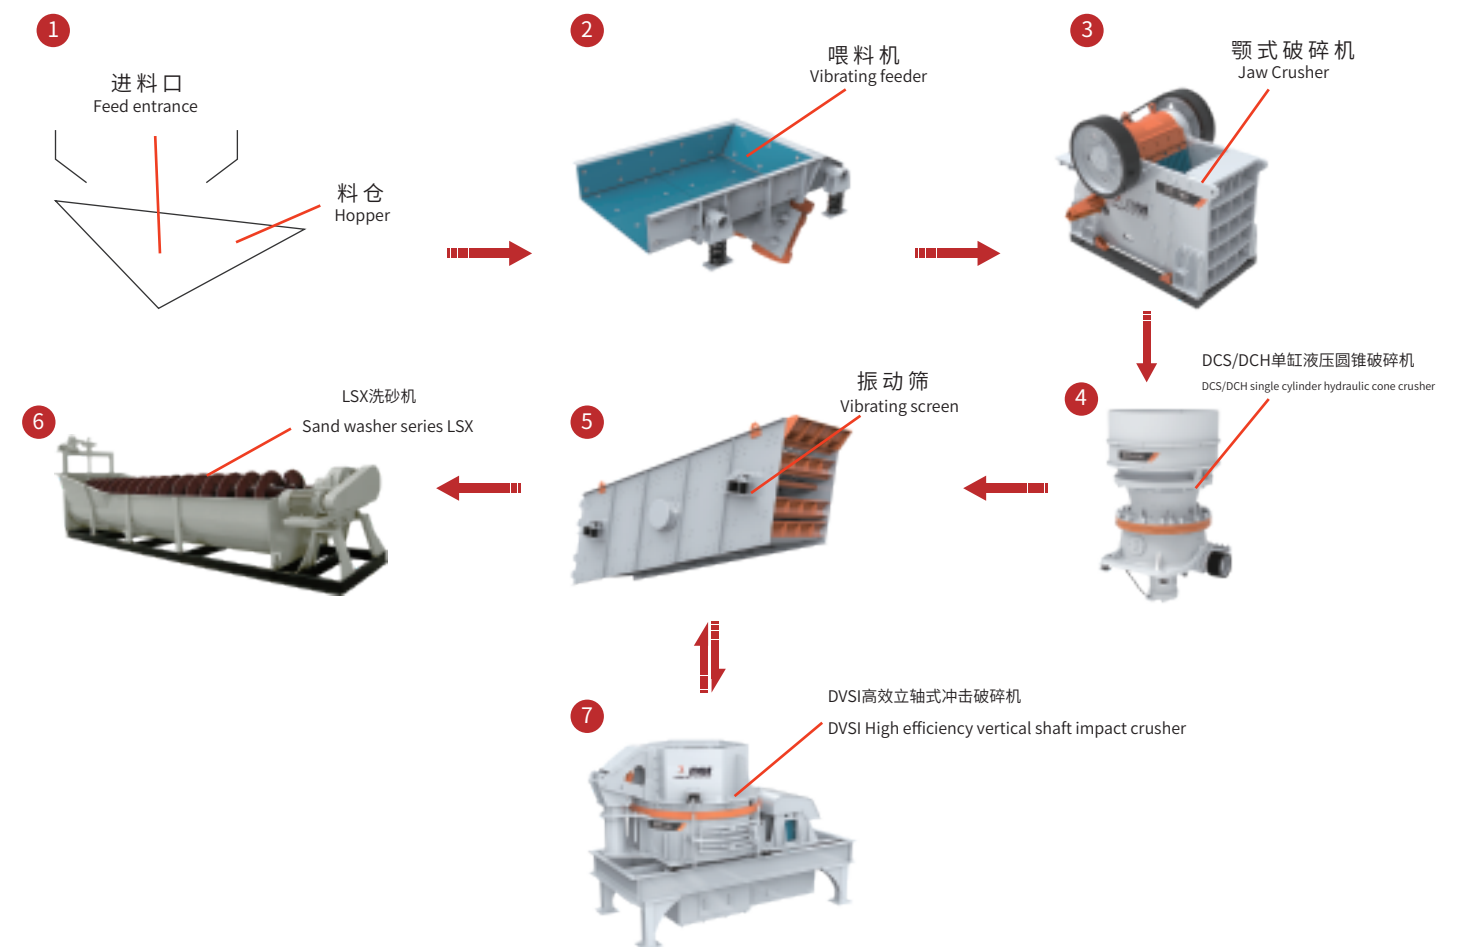 1
进料口
Feed entrance
料仓
Hopper
2
喂料机
Vibrating feeder
3
颚式破碎机
Jaw Crusher
4
DCS/DCH单缸液压圆锥破碎机
DCS/DCH single cylinder hydraulic cone crusher
5
振动筛
Vibrating screen
6
LSX洗砂机
Sand washer series LSX
7
DVSI高效立轴式冲击破碎机
DVSI High efficiency vertical shaft impact crusher